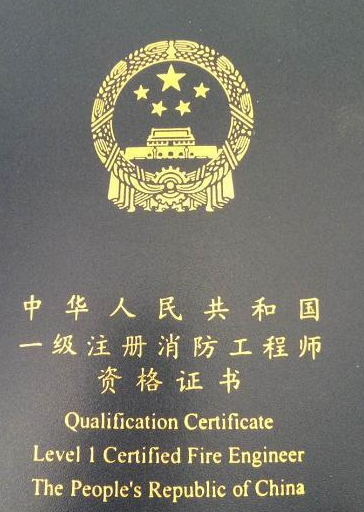 中华人民共和国
一级注册消防工程师
资格证书
Qualification Certificate
Level 1 Certified Fire Engineer
The People's Republic of China